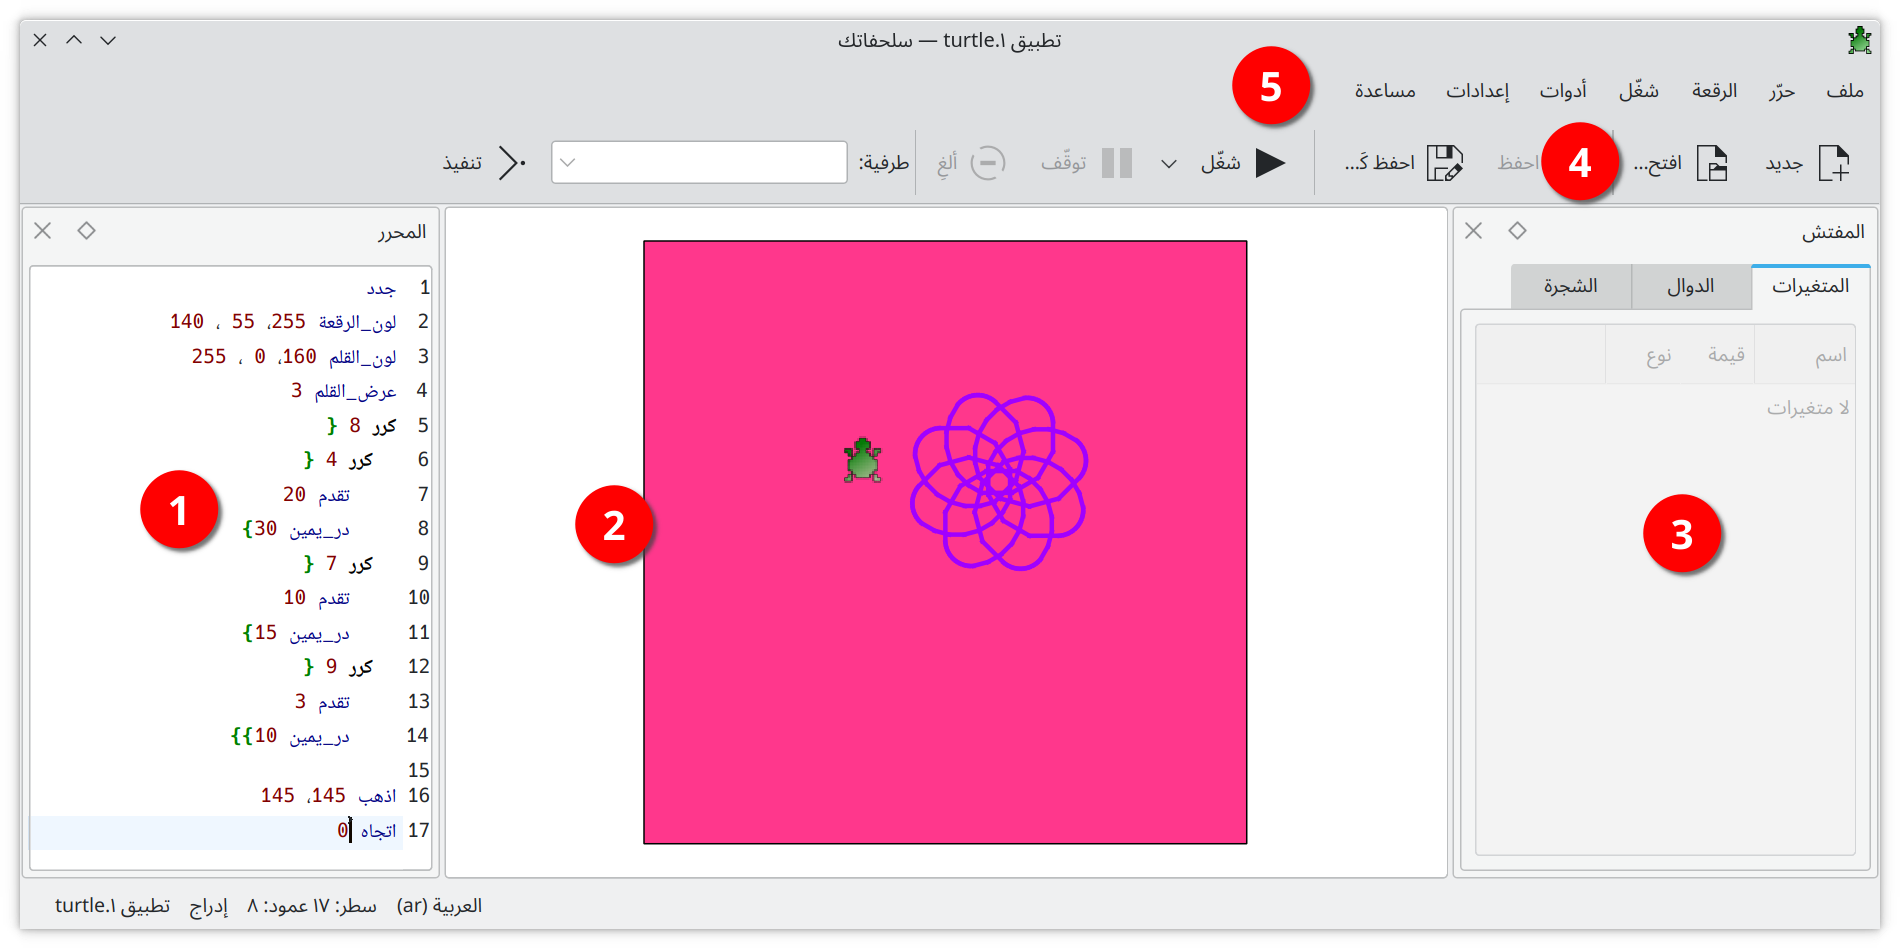 تطبيق ١.turtle — سلحفاتك
ملف حرّر الرقعة شغّل أدوات إعدادات مساعدة
5
جديد افتح... احفظ احفظ كَـ... شغّل توقّف ألغِ طرفية: تنفيذ
4
المفتش
المتغيرات الدوال الشجرة
اسم قيمة نوع
لا متغيرات
3
2
المحرر
1 جدد
2 لون_الرقعة 255، 55 ، 140
3 لون_القلم 160، 0 ، 255
4 عرض_القلم 3
5 كرر 8 {
6 كرر 4 {
7 تقدم 20
8 در_يمين 30}
9 كرر 7 {
10 تقدم 10
11 در_يمين 15}
12 كرر 9 {
13 تقدم 3
14 در_يمين 10}}
15
16 اذهب 145، 145
17 اتجاه 0
1
العربية (ar) سطر: ١٧ عمود: ٨ إدراج تطبيق ١.turtle